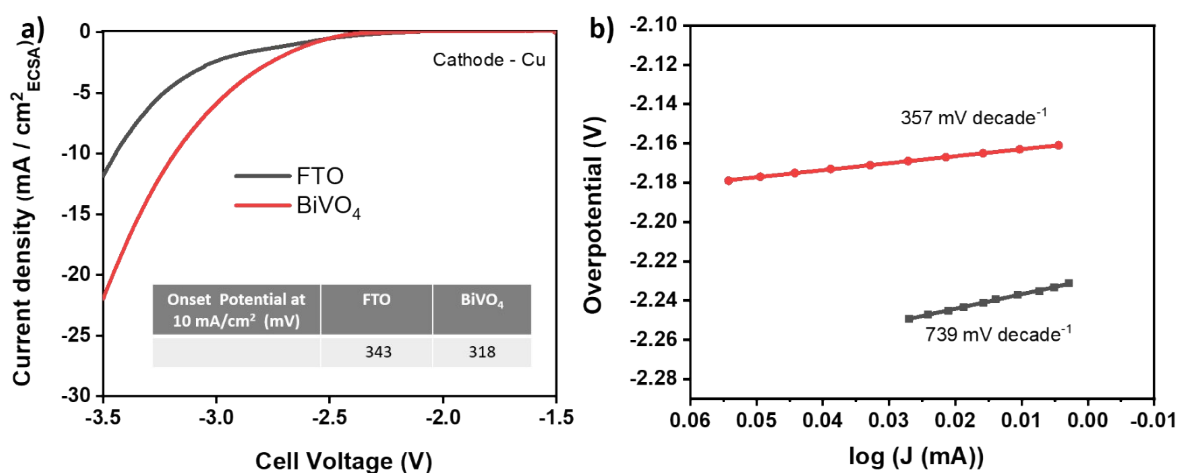 a)
Current density (mA / cm²ECSA)
0
-5
-10
-15
-20
-25
-30
Cathode - Cu
FTO
BiVO₄
Onset Potential at FTO BiVO₄
10 mA/cm² (mV)
343 318
-3.5 -3.0 -2.5 -2.0 -1.5
Cell Voltage (V)
b)
Overpotential (V)
-2.10
-2.12
-2.14
-2.16
-2.18
-2.20
-2.22
-2.24
-2.26
-2.28
357 mV decade⁻¹
739 mV decade⁻¹
0.06 0.05 0.04 0.03 0.02 0.01 0.00 -0.01
log (J (mA))